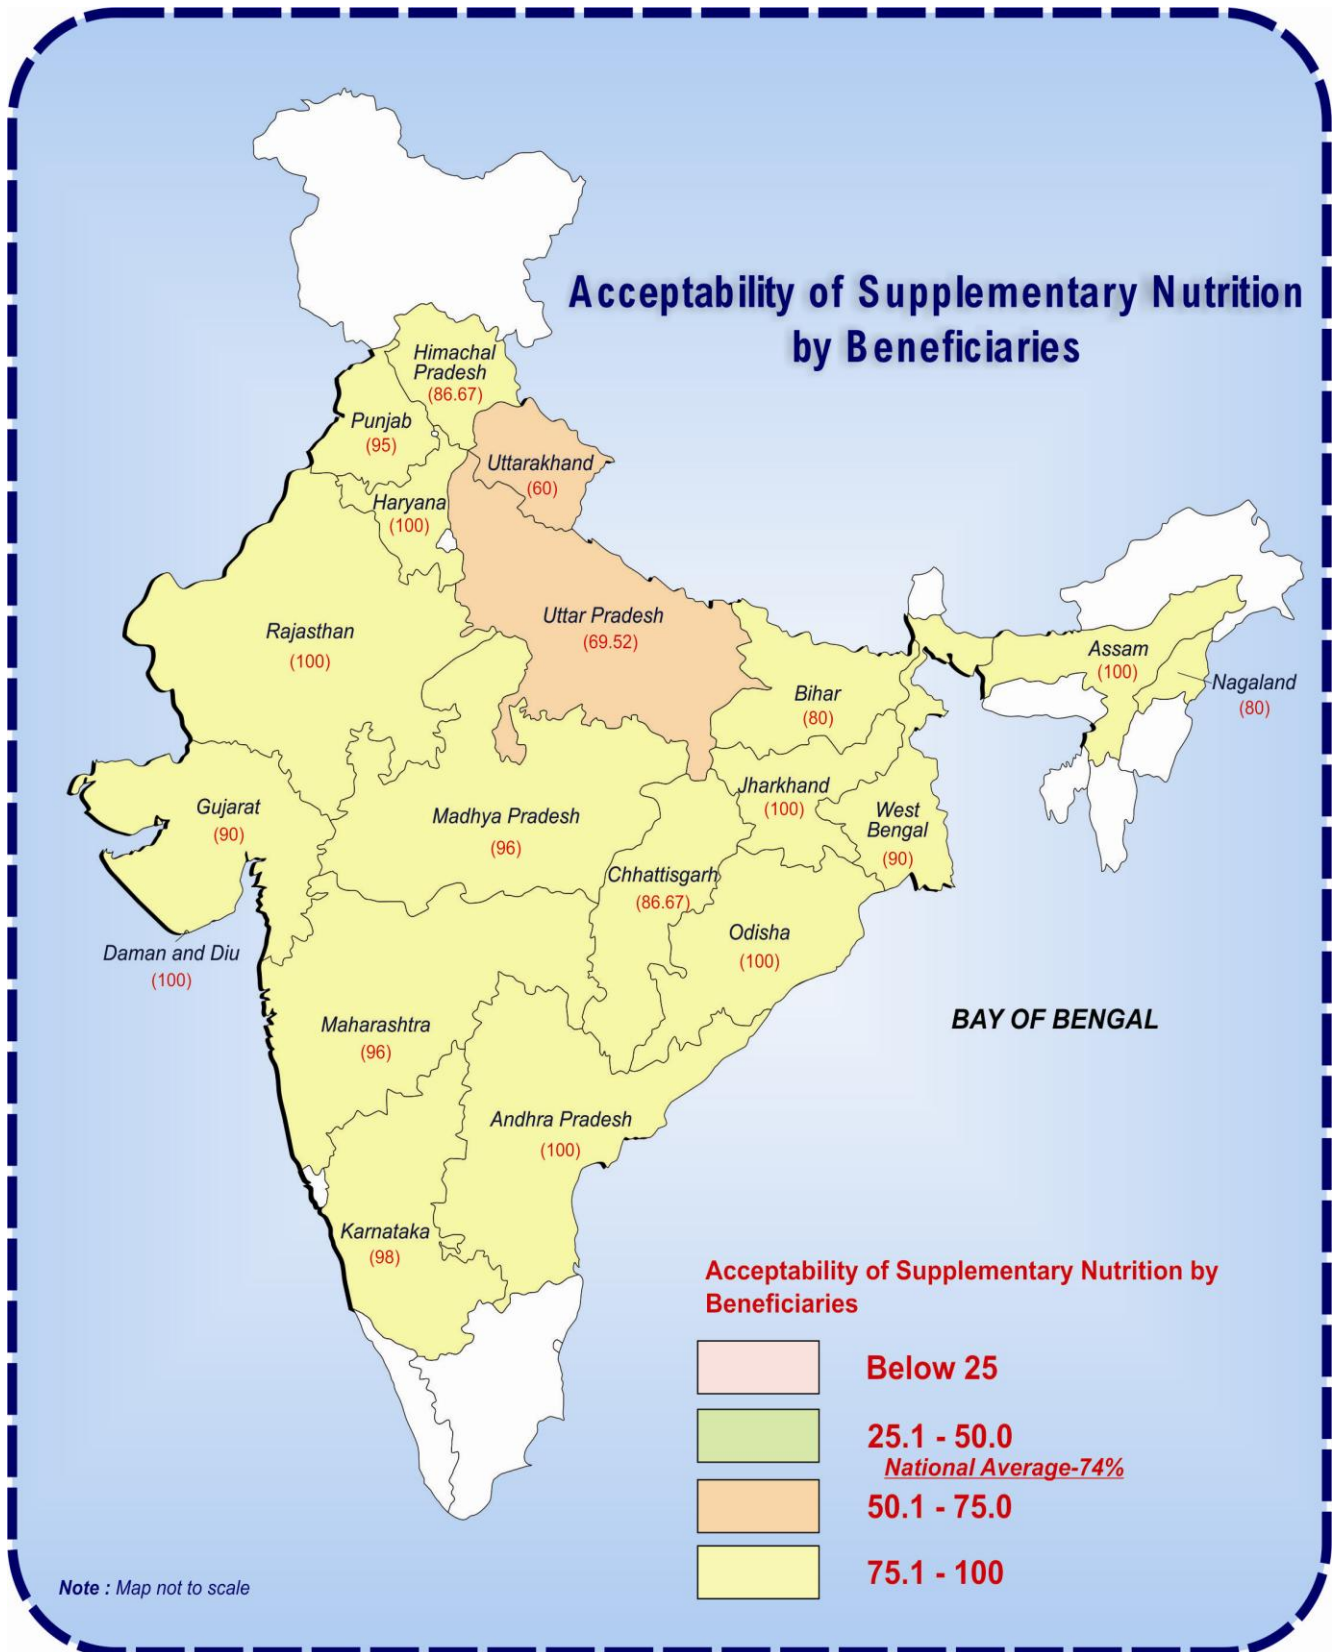 Acceptability of Supplementary Nutrition
by Beneficiaries
Himachal
Pradesh
(86.67)
Punjab
(95)
Uttarakhand
(60)
Haryana
(100)
Uttar Pradesh
(69.52)
Rajasthan
(100)
Assam
(100)
Nagaland
(80)
Bihar
(80)
Jharkhand
(100)
West
Bengal
(90)
Gujarat
(90)
Madhya Pradesh
(96)
Chhattisgarh
(86.67)
Odisha
(100)
Daman and Diu
(100)
Maharashtra
(96)
BAY OF BENGAL
Andhra Pradesh
(100)
Karnataka
(98)
Acceptability of Supplementary Nutrition by
Beneficiaries
Below 25
25.1 - 50.0
National Average-74%
50.1 - 75.0
75.1 - 100
Note : Map not to scale